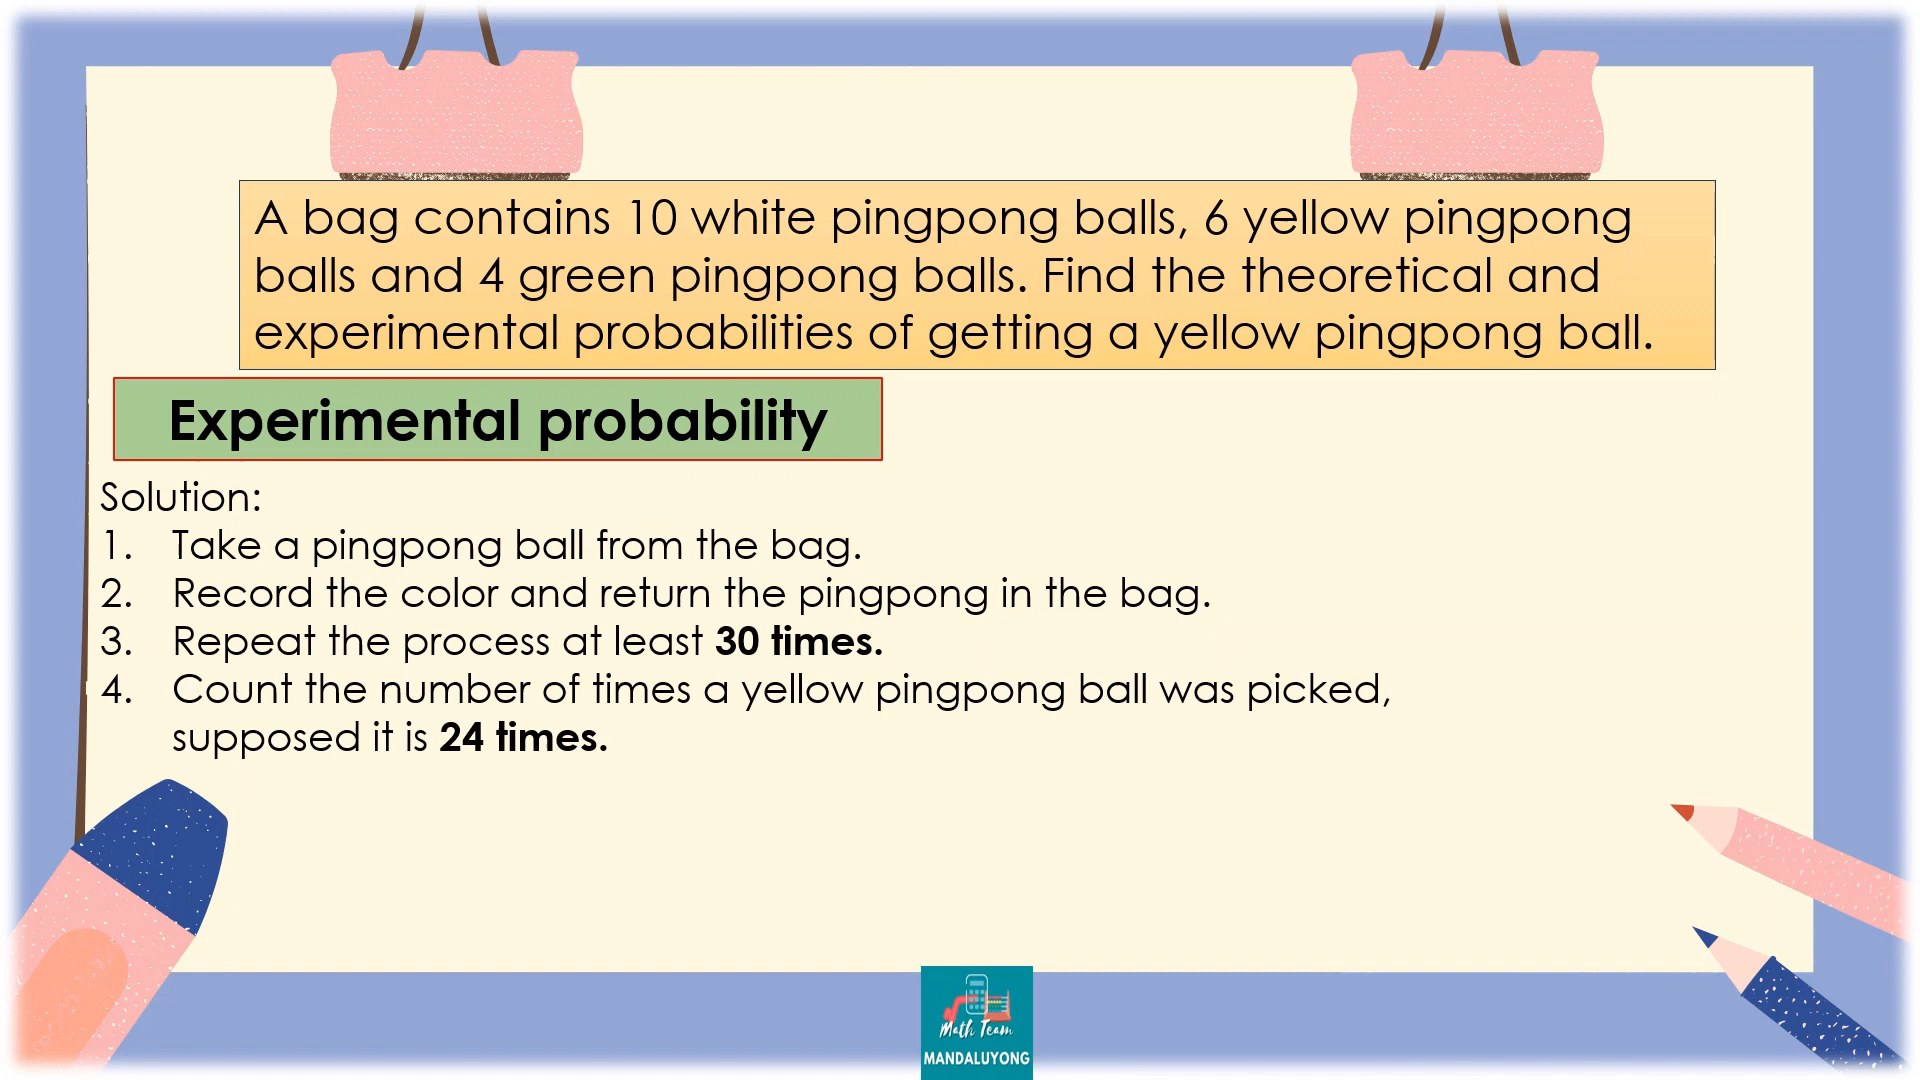 A bag contains 10 white pingpong balls, 6 yellow pingpong
balls and 4 green pingpong balls. Find the theoretical and
experimental probabilities of getting a yellow pingpong ball.
Experimental probability
Solution:
1. Take a pingpong ball from the bag.
2. Record the color and return the pingpong in the bag.
3. Repeat the process at least 30 times.
4. Count the number of times a yellow pingpong ball was picked,
supposed it is 24 times.
Math Team
MANDALUYONG